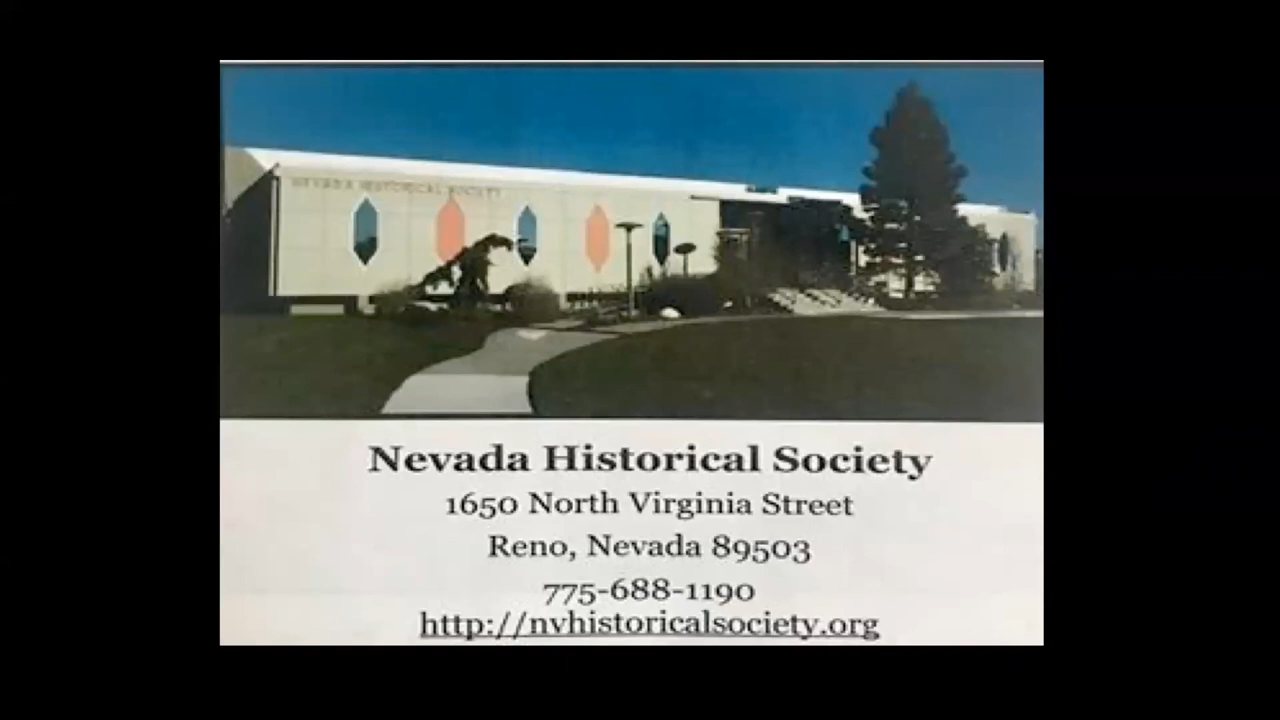 NEVADA HISTORICAL SOCIETY
Nevada Historical Society
1650 North Virginia Street
Reno, Nevada 89503
775-688-1190
http://nvhistoricalsociety.org